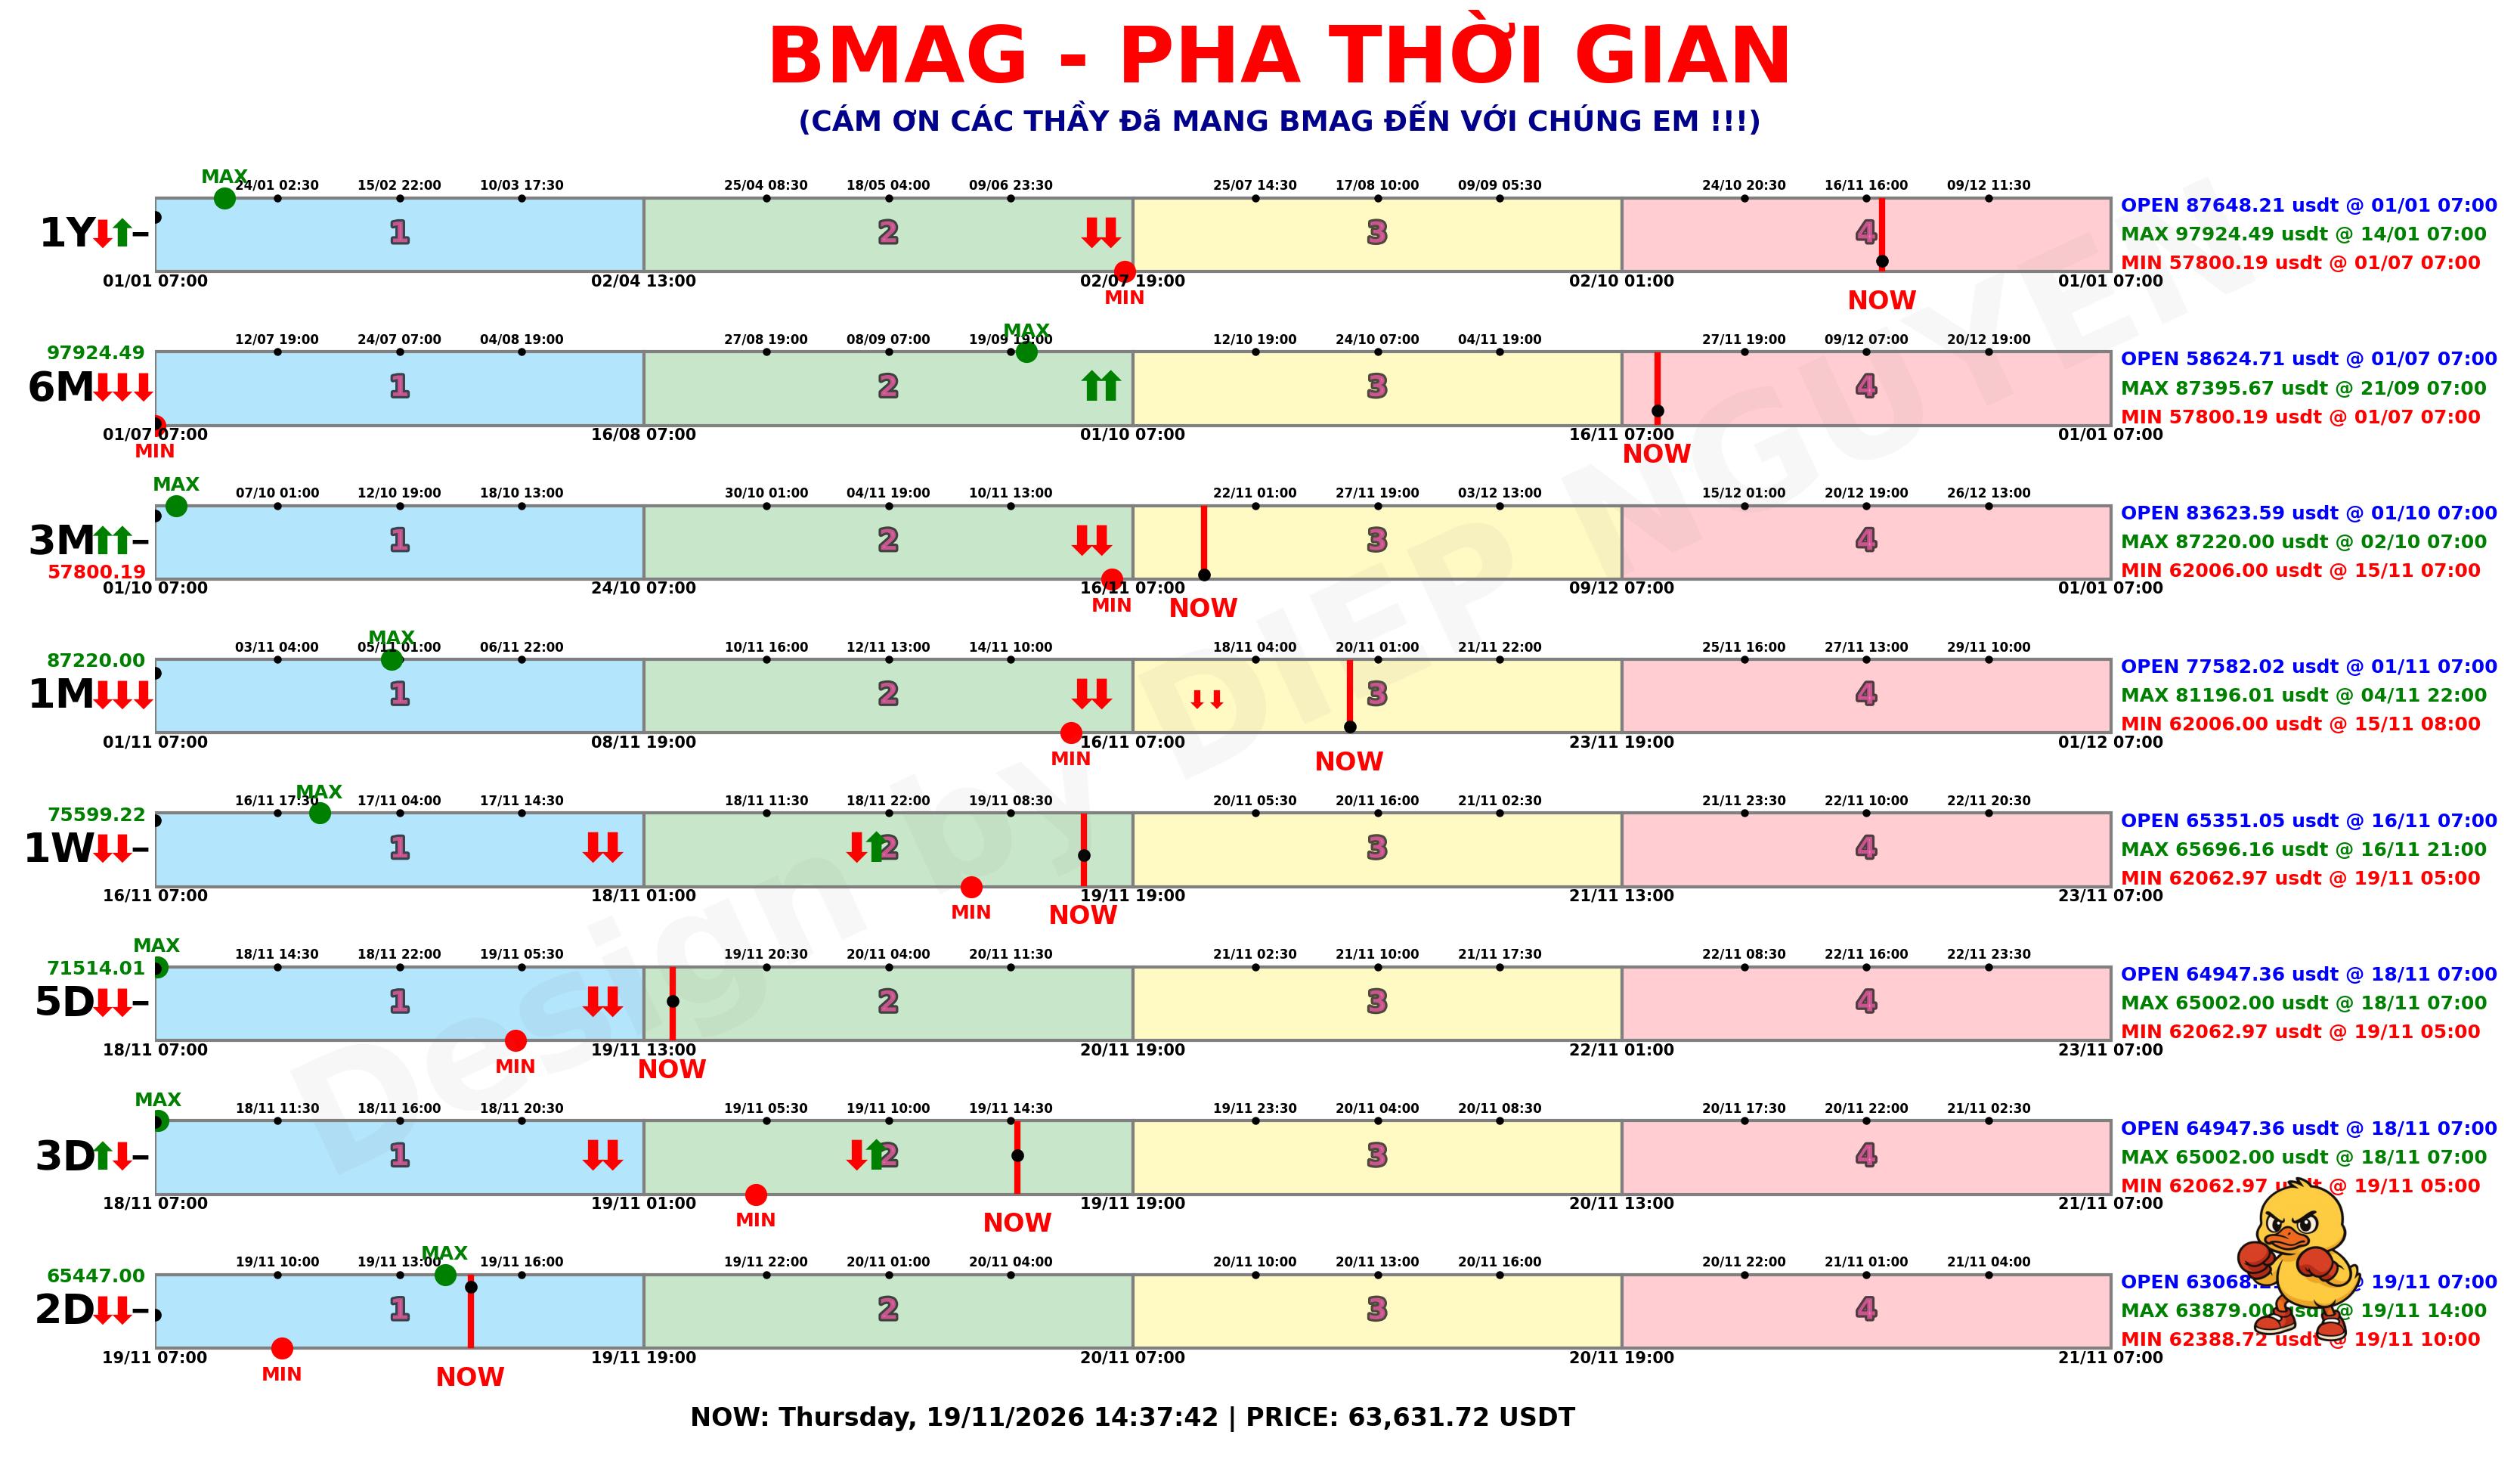 BMAG - PHA THỜI GIAN
(CÁM ƠN CÁC THẦY Đã MANG BMAG ĐẾN VỚI CHÚNG EM !!!)
MAX
24/01 02:30 15/02 22:00 10/03 17:30 25/04 08:30 18/05 04:00 09/06 23:30 25/07 14:30 17/08 10:00 09/09 05:30 24/10 20:30 16/11 16:00 09/12 11:30
OPEN 87648.21 usdt @ 01/01 07:00
1Y 1 2 3 4
MAX 97924.49 usdt @ 14/01 07:00
MIN 57800.19 usdt @ 01/07 07:00
01/01 07:00 02/04 13:00 02/07 19:00 02/10 01:00 01/01 07:00
MIN NOW
MAX
12/07 19:00 24/07 07:00 04/08 19:00 27/08 19:00 08/09 07:00 19/09 19:00 12/10 19:00 24/10 07:00 04/11 19:00 27/11 19:00 09/12 07:00 20/12 19:00
97924.49
OPEN 58624.71 usdt @ 01/07 07:00
6M 1 2 3 4
MAX 87395.67 usdt @ 21/09 07:00
MIN 57800.19 usdt @ 01/07 07:00
01/07 07:00 16/08 07:00 01/10 07:00 16/11 07:00 01/01 07:00
MIN NOW
MAX
07/10 01:00 12/10 19:00 18/10 13:00 30/10 01:00 04/11 19:00 10/11 13:00 22/11 01:00 27/11 19:00 03/12 13:00 15/12 01:00 20/12 19:00 26/12 13:00
OPEN 83623.59 usdt @ 01/10 07:00
3M 1 2 3 4
MAX 87220.00 usdt @ 02/10 07:00
57800.19
MIN 62006.00 usdt @ 15/11 07:00
01/10 07:00 24/10 07:00 16/11 07:00 09/12 07:00 01/01 07:00
MIN NOW
MAX
03/11 04:00 05/11 01:00 06/11 22:00 10/11 16:00 12/11 13:00 14/11 10:00 18/11 04:00 20/11 01:00 21/11 22:00 25/11 16:00 27/11 13:00 29/11 10:00
87220.00
OPEN 77582.02 usdt @ 01/11 07:00
1M 1 2 3 4
MAX 81196.01 usdt @ 04/11 22:00
MIN 62006.00 usdt @ 15/11 08:00
01/11 07:00 08/11 19:00 16/11 07:00 23/11 19:00 01/12 07:00
MIN NOW
MAX
16/11 17:30 17/11 04:00 17/11 14:30 18/11 11:30 18/11 22:00 19/11 08:30 20/11 05:30 20/11 16:00 21/11 02:30 21/11 23:30 22/11 10:00 22/11 20:30
75599.22
OPEN 65351.05 usdt @ 16/11 07:00
1W 1 2 3 4
MAX 65696.16 usdt @ 16/11 21:00
MIN 62062.97 usdt @ 19/11 05:00
16/11 07:00 18/11 01:00 19/11 19:00 21/11 13:00 23/11 07:00
MIN NOW
MAX
18/11 14:30 18/11 22:00 19/11 05:30 19/11 20:30 20/11 04:00 20/11 11:30 21/11 02:30 21/11 10:00 21/11 17:30 22/11 08:30 22/11 16:00 22/11 23:30
71514.01
OPEN 64947.36 usdt @ 18/11 07:00
5D 1 2 3 4
MAX 65002.00 usdt @ 18/11 07:00
MIN 62062.97 usdt @ 19/11 05:00
18/11 07:00 19/11 13:00 20/11 19:00 22/11 01:00 23/11 07:00
MIN NOW
MAX
18/11 11:30 18/11 16:00 18/11 20:30 19/11 05:30 19/11 10:00 19/11 14:30 19/11 23:30 20/11 04:00 20/11 08:30 20/11 17:30 20/11 22:00 21/11 02:30
OPEN 64947.36 usdt @ 18/11 07:00
3D 1 2 3 4
MAX 65002.00 usdt @ 18/11 07:00
MIN 62062.97 usdt @ 19/11 05:00
18/11 07:00 19/11 01:00 19/11 19:00 20/11 13:00 21/11 07:00
MIN NOW
MAX
19/11 10:00 19/11 13:00 19/11 16:00 19/11 22:00 20/11 01:00 20/11 04:00 20/11 10:00 20/11 13:00 20/11 16:00 20/11 22:00 21/11 01:00 21/11 04:00
65447.00
OPEN @ 19/11 07:00
2D 1 2 3 4
MAX 63879.00 usdt @ 19/11 14:00
MIN 62388.72 usdt @ 19/11 10:00
19/11 07:00 19/11 19:00 20/11 07:00 20/11 19:00 21/11 07:00
MIN NOW
NOW: Thursday, 19/11/2026 14:37:42 | PRICE: 63,631.72 USDT
Design by DIEP NGUYEN